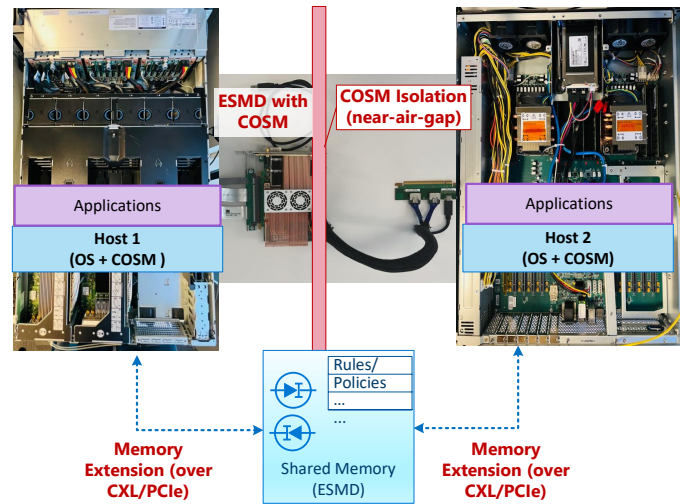 ESMD with
COSM
COSM Isolation
(near-air-gap)
Applications
Host 1
(OS + COSM )
Applications
Host 2
(OS + COSM)
Rules/
Policies
...
...
Shared Memory
(ESMD)
Memory
Extension (over
CXL/PCIe)
Memory
Extension (over
CXL/PCIe)